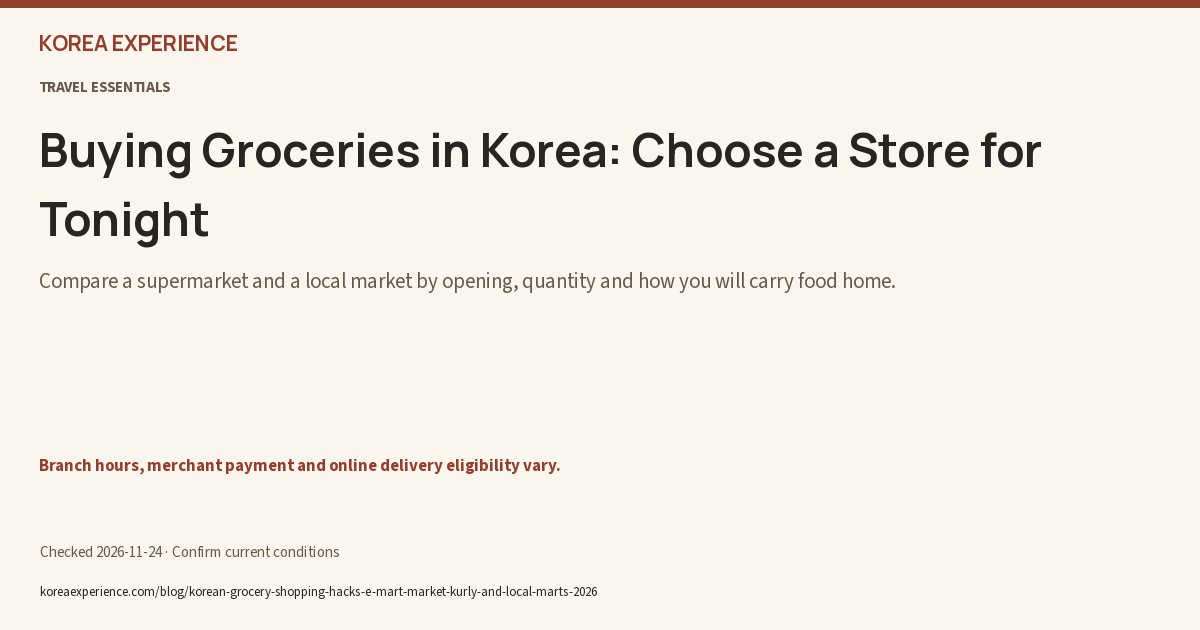 KOREA EXPERIENCE
TRAVEL ESSENTIALS
Buying Groceries in Korea: Choose a Store for
Tonight
Compare a supermarket and a local market by opening, quantity and how you will carry food home.
Branch hours, merchant payment and online delivery eligibility vary.
Checked 2026-11-24 · Confirm current conditions
koreaexperience.com/blog/korean-grocery-shopping-hacks-e-mart-market-kurly-and-local-marts-2026